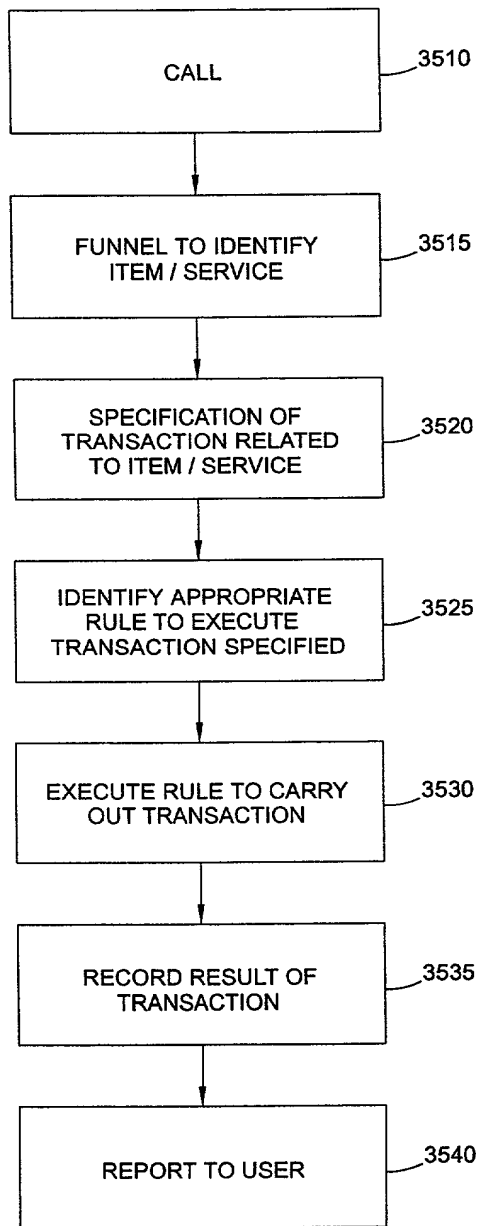 CALL
3510
FUNNEL TO IDENTIFY
ITEM / SERVICE
3515
SPECIFICATION OF
TRANSACTION RELATED
TO ITEM / SERVICE
3520
IDENTIFY APPROPRIATE
RULE TO EXECUTE
TRANSACTION SPECIFIED
3525
EXECUTE RULE TO CARRY
OUT TRANSACTION
3530
RECORD RESULT OF
TRANSACTION
3535
REPORT TO USER
3540